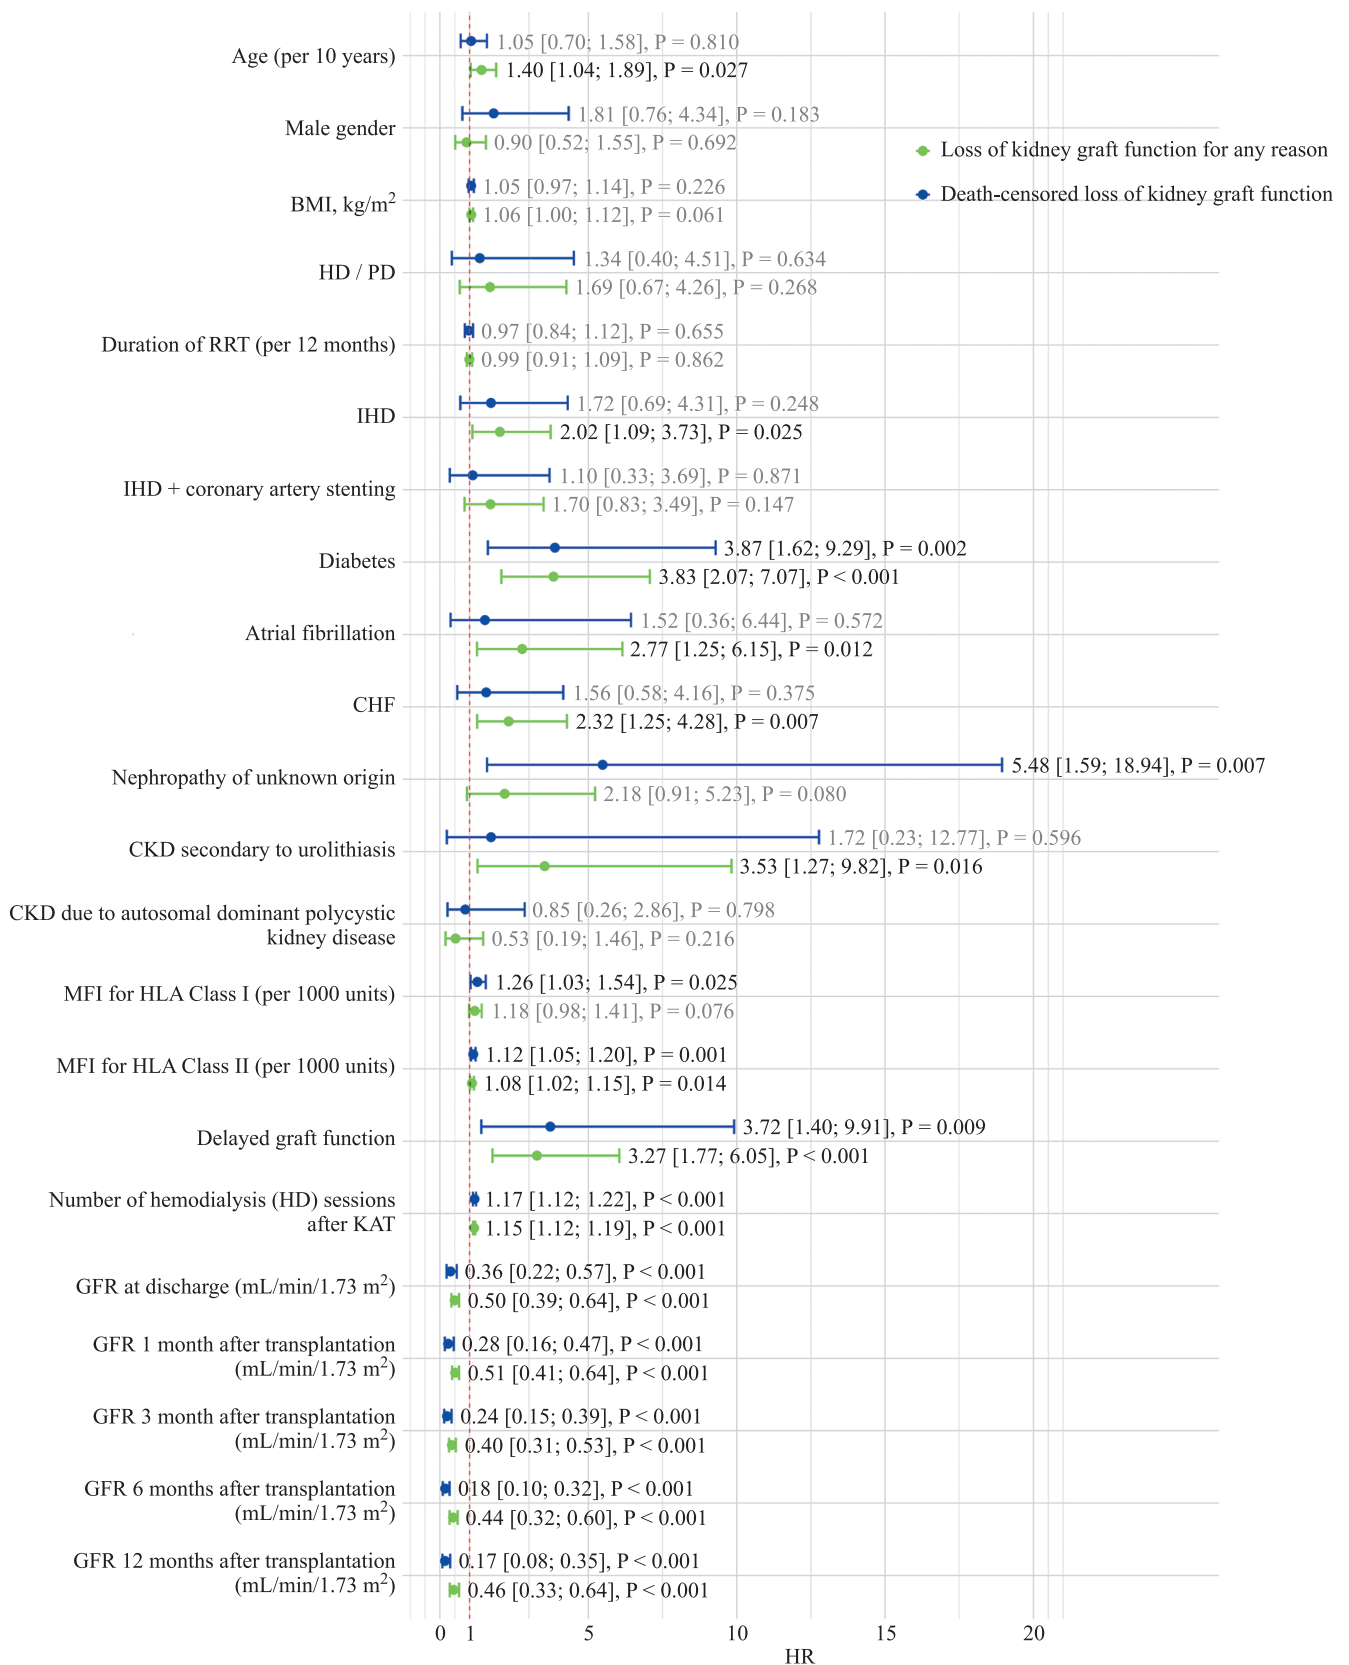 1.05 [0.70; 1.58], P = 0.810
Age (per 10 years)
1.40 [1.04; 1.89], P = 0.027
1.81 [0.76; 4.34], P = 0.183
Male gender
0.90 [0.52; 1.55], P = 0.692
Loss of kidney graft function for any reason
Death-censored loss of kidney graft function
1.05 [0.97; 1.14], P = 0.226
BMI, kg/m²
1.06 [1.00; 1.12], P = 0.061
1.34 [0.40; 4.51], P = 0.634
HD / PD
1.69 [0.67; 4.26], P = 0.268
0.97 [0.84; 1.12], P = 0.655
Duration of RRT (per 12 months)
0.99 [0.91; 1.09], P = 0.862
1.72 [0.69; 4.31], P = 0.248
IHD
2.02 [1.09; 3.73], P = 0.025
1.10 [0.33; 3.69], P = 0.871
IHD + coronary artery stenting
1.70 [0.83; 3.49], P = 0.147
3.87 [1.62; 9.29], P = 0.002
Diabetes
3.83 [2.07; 7.07], P < 0.001
1.52 [0.36; 6.44], P = 0.572
Atrial fibrillation
2.77 [1.25; 6.15], P = 0.012
1.56 [0.58; 4.16], P = 0.375
CHF
2.32 [1.25; 4.28], P = 0.007
5.48 [1.59; 18.94], P = 0.007
Nephropathy of unknown origin
2.18 [0.91; 5.23], P = 0.080
1.72 [0.23; 12.77], P = 0.596
CKD secondary to urolithiasis
3.53 [1.27; 9.82], P = 0.016
CKD due to autosomal dominant polycystic
kidney disease
0.85 [0.26; 2.86], P = 0.798
0.53 [0.19; 1.46], P = 0.216
1.26 [1.03; 1.54], P = 0.025
MFI for HLA Class I (per 1000 units)
1.18 [0.98; 1.41], P = 0.076
1.12 [1.05; 1.20], P = 0.001
MFI for HLA Class II (per 1000 units)
1.08 [1.02; 1.15], P = 0.014
3.72 [1.40; 9.91], P = 0.009
Delayed graft function
3.27 [1.77; 6.05], P < 0.001
Number of hemodialysis (HD) sessions
after KAT
1.17 [1.12; 1.22], P < 0.001
1.15 [1.12; 1.19], P < 0.001
0.36 [0.22; 0.57], P < 0.001
GFR at discharge (mL/min/1.73 m²)
0.50 [0.39; 0.64], P < 0.001
GFR 1 month after transplantation
(mL/min/1.73 m²)
0.28 [0.16; 0.47], P < 0.001
0.51 [0.41; 0.64], P < 0.001
GFR 3 month after transplantation
(mL/min/1.73 m²)
0.24 [0.15; 0.39], P < 0.001
0.40 [0.31; 0.53], P < 0.001
GFR 6 months after transplantation
(mL/min/1.73 m²)
018 [0.10; 0.32], P < 0.001
0.44 [0.32; 0.60], P < 0.001
GFR 12 months after transplantation
(mL/min/1.73 m²)
0.17 [0.08; 0.35], P < 0.001
0.46 [0.33; 0.64], P < 0.001
0 1 5 10 15 20
HR